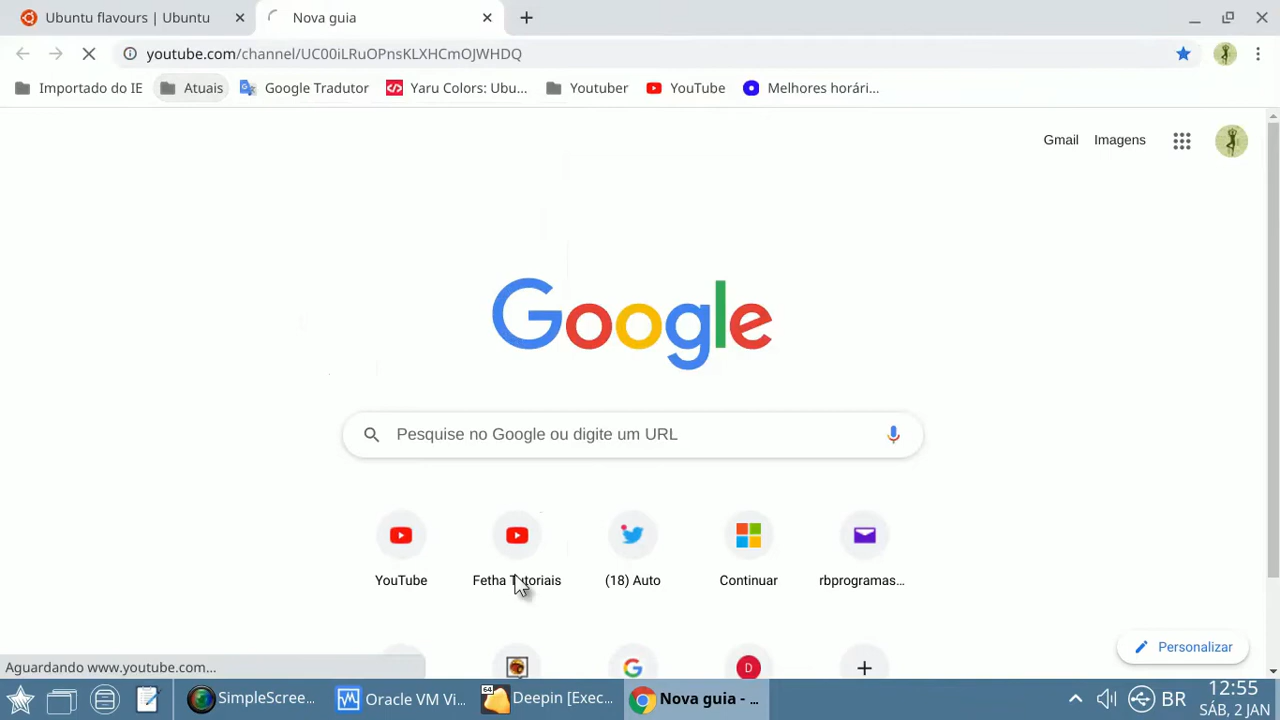 Ubuntu flavours | Ubuntu
Nova guia
youtube.com/channel/UC00iLRuOPnsKLXHCmOJWHDQ
Importado do IE
Atuais
Google Tradutor
Yaru Colors: Ubu...
Youtuber
YouTube
Melhores horári...
Gmail
Imagens
Google
Pesquise no Google ou digite um URL
YouTube
Fetha Tutoriais
(18) Auto
Continuar
rbprogramas...
D
Personalizar
Aguardando www.youtube.com...
SimpleScree...
Oracle VM Vi...
64
Deepin [Exec...
Nova guia - ...
BR
12:55
SÁB, 2 JAN